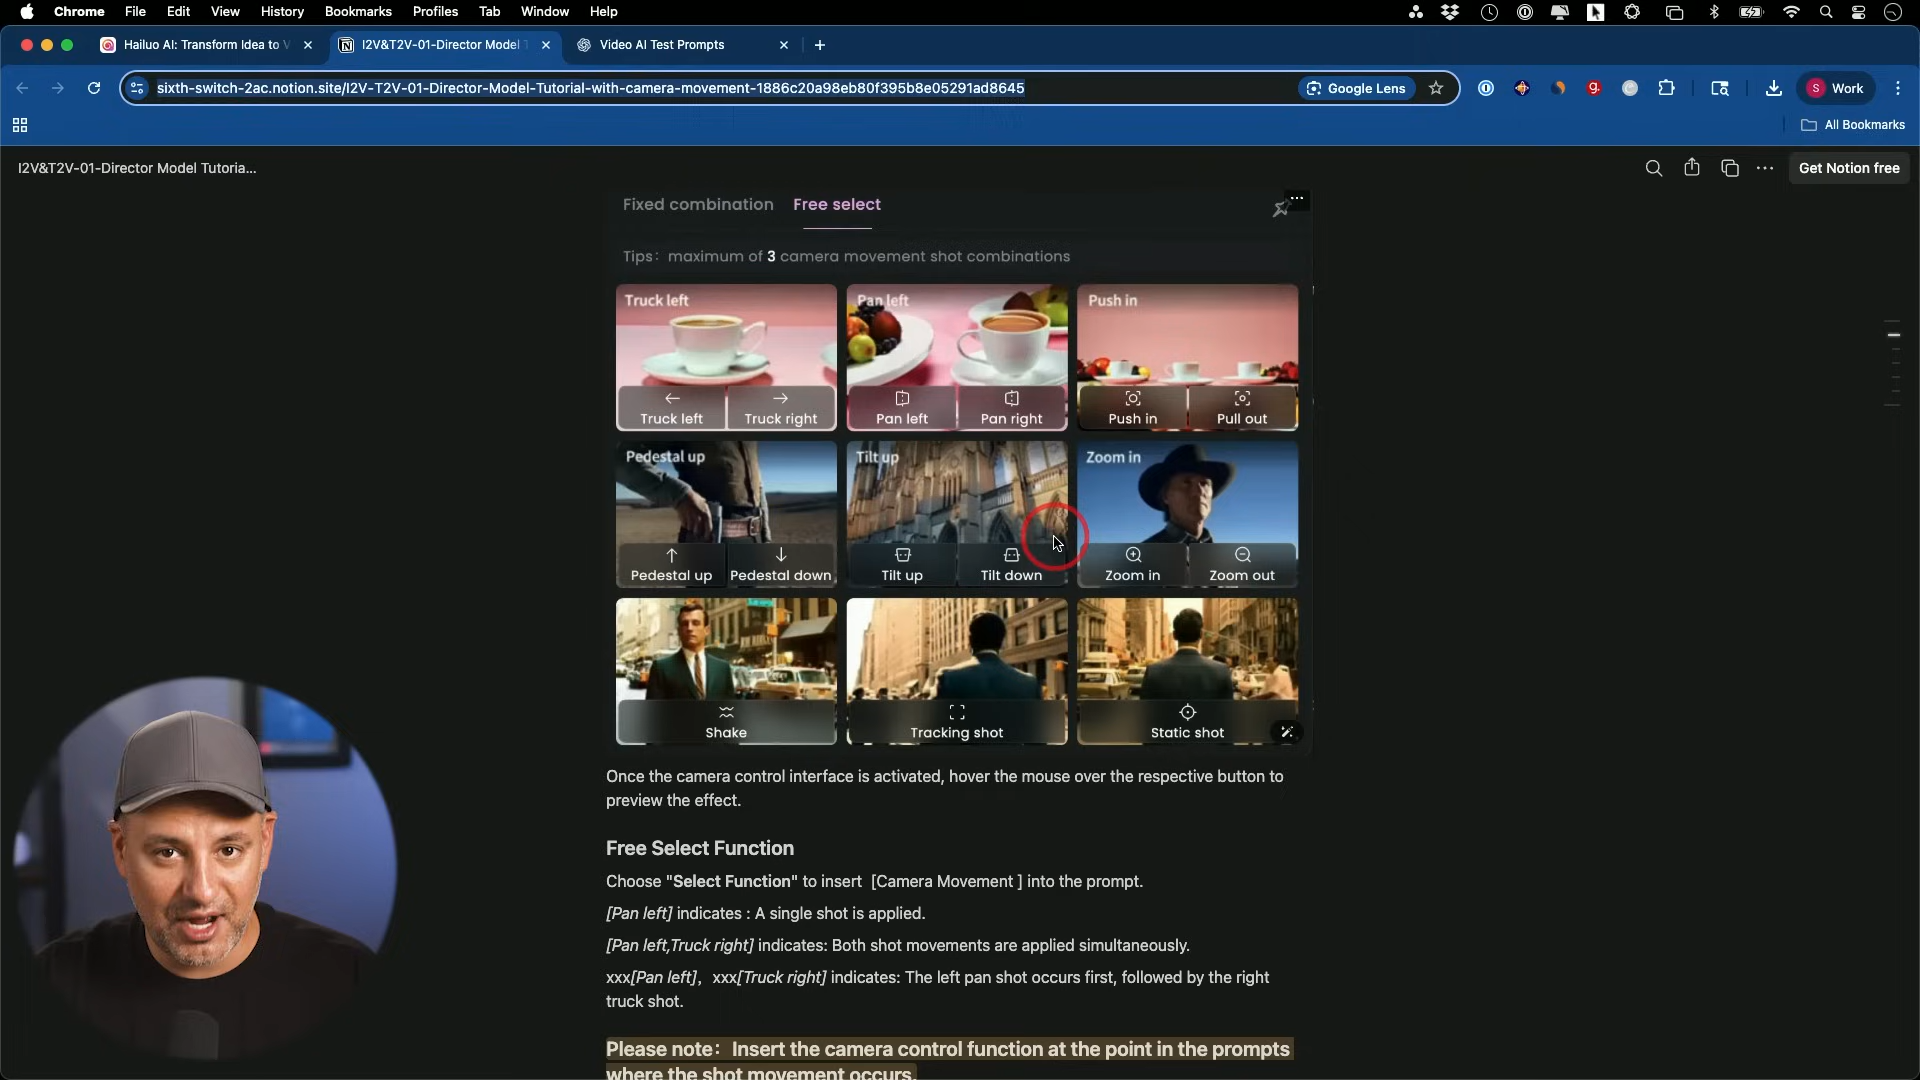 Chrome File Edit View History Bookmarks Profiles Tab Window Help
Hailuo AI: Transform Idea to V
I2V&T2V-01-Director Model T
Video AI Test Prompts
sixth-switch-2ac.notion.site/I2V-T2V-01-Director-Model-Tutorial-with-camera-movement-1886c20a98eb80f395b8e05291ad8645
Google Lens
S Work
All Bookmarks
I2V&T2V-01-Director Model Tutoria...
Get Notion free
Fixed combination Free select
Tips: maximum of 3 camera movement shot combinations
Truck left Pan left Push in
Truck left Truck right Pan left Pan right Push in Pull out
Pedestal up Tilt up Zoom in
Pedestal up Pedestal down Tilt up Tilt down Zoom in Zoom out
Shake Tracking shot Static shot
Once the camera control interface is activated, hover the mouse over the respective button to
preview the effect.
Free Select Function
Choose "Select Function" to insert [Camera Movement ] into the prompt.
[Pan left] indicates : A single shot is applied.
[Pan left,Truck right] indicates: Both shot movements are applied simultaneously.
xxx[Pan left], xxx[Truck right] indicates: The left pan shot occurs first, followed by the right
truck shot.
Please note: Insert the camera control function at the point in the prompts
where the shot movement occurs.